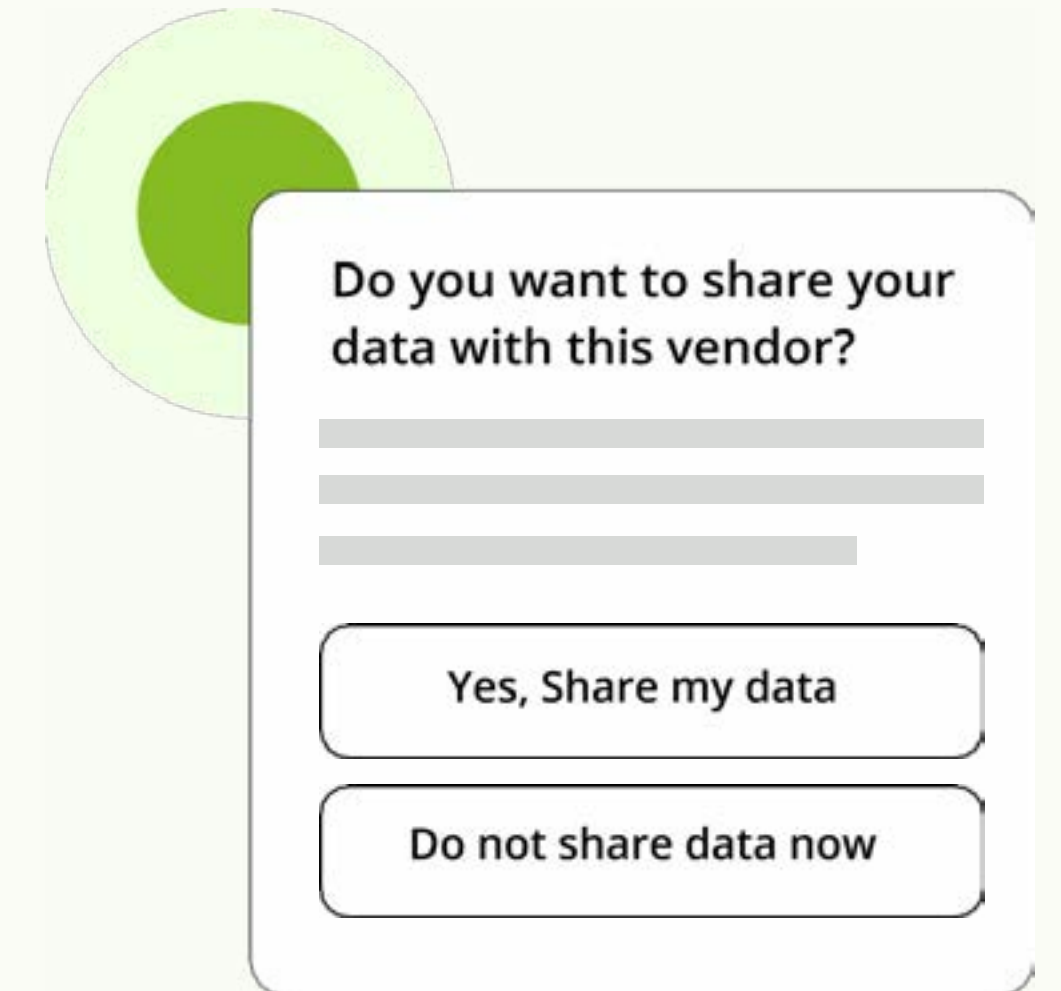 Do you want to share your
data with this vendor?
Yes, Share my data
Do not share data now